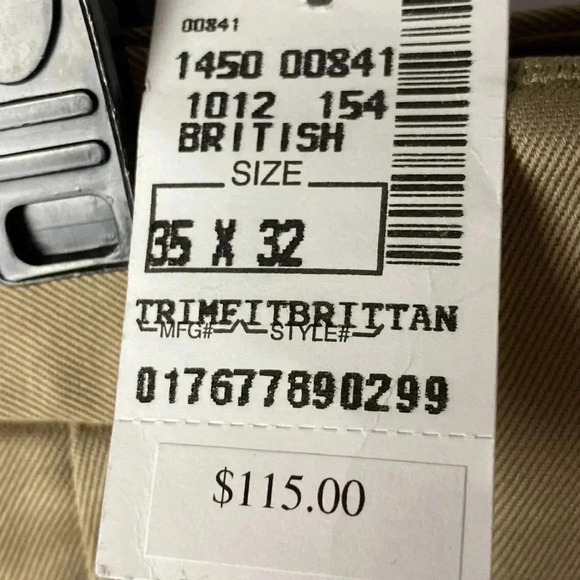 00841
1450 00841
1012 154
BRITISH
SIZE
35 X 32
TRIMFITBRITTAN
MFG# STYLE#
017677890299
$115.00